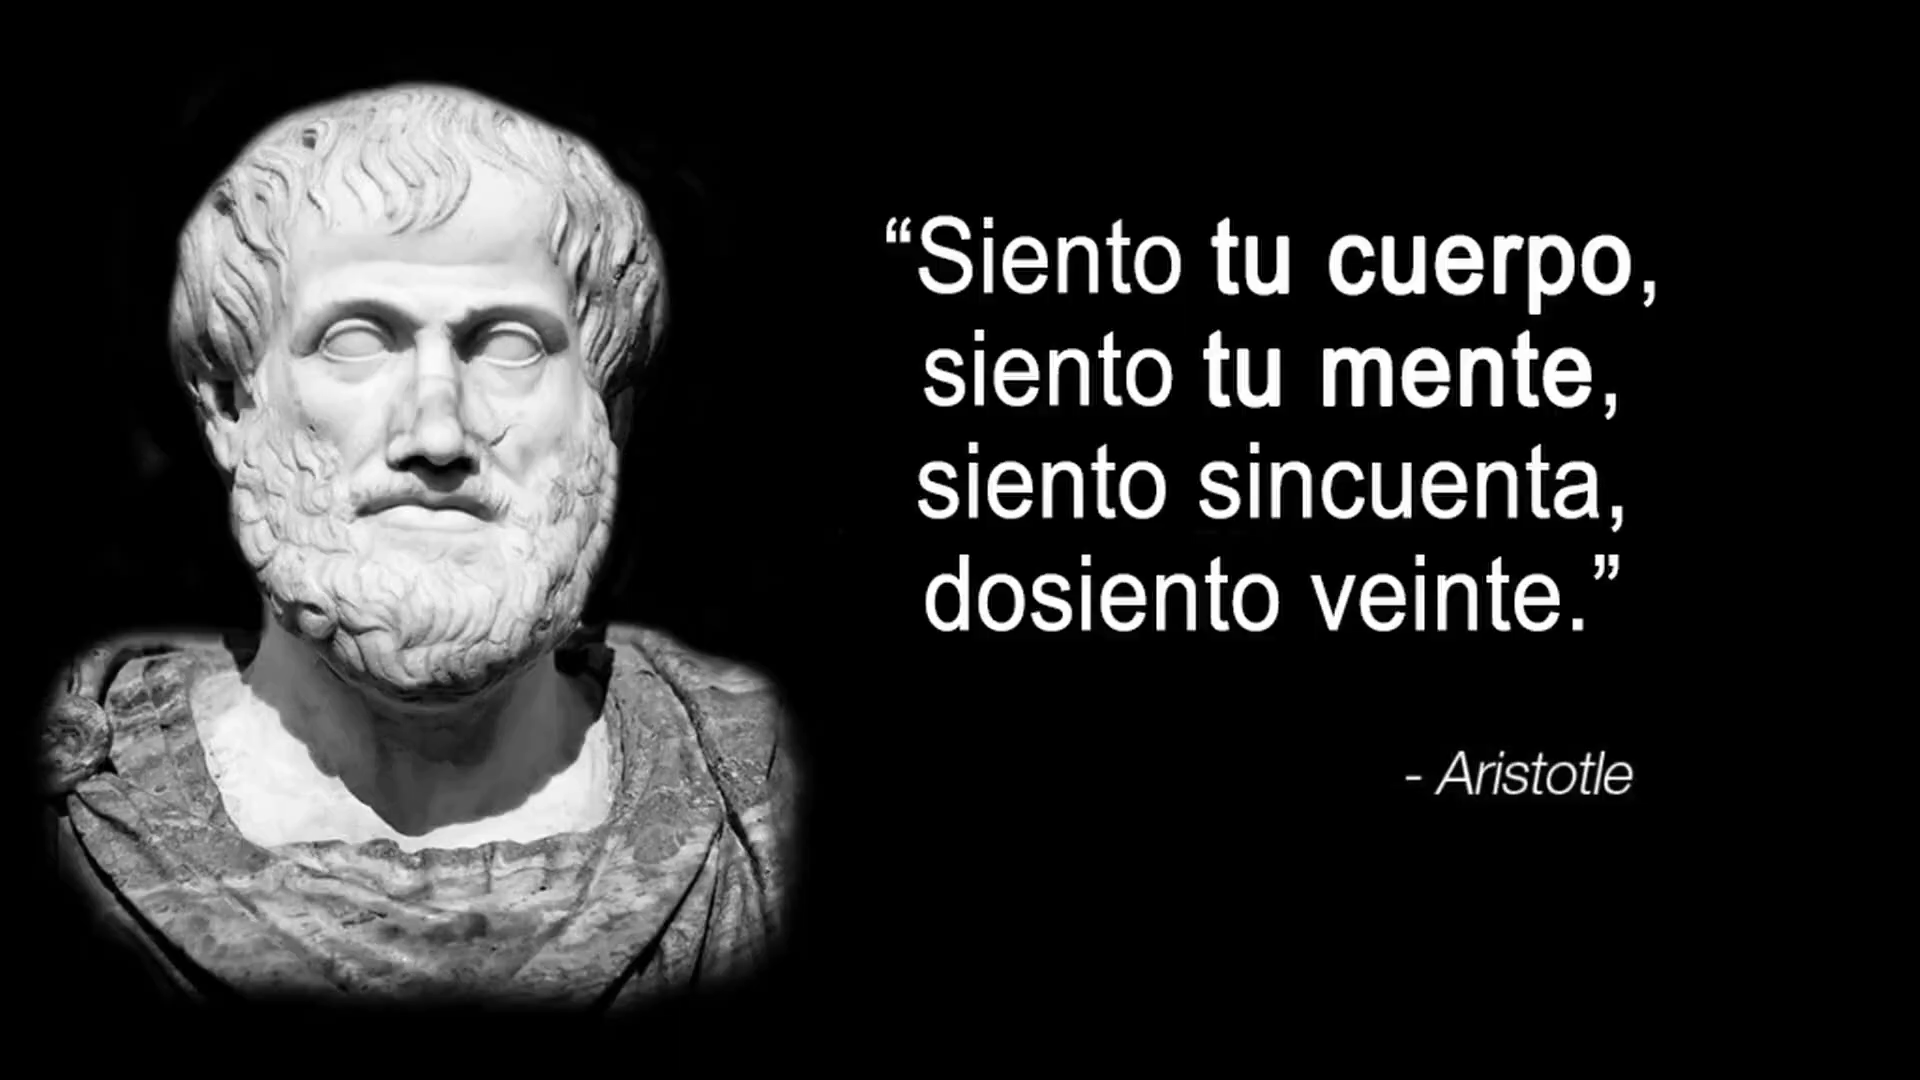 “Siento tu cuerpo,
siento tu mente,
siento sincuenta,
dosiento veinte.”
- Aristotle